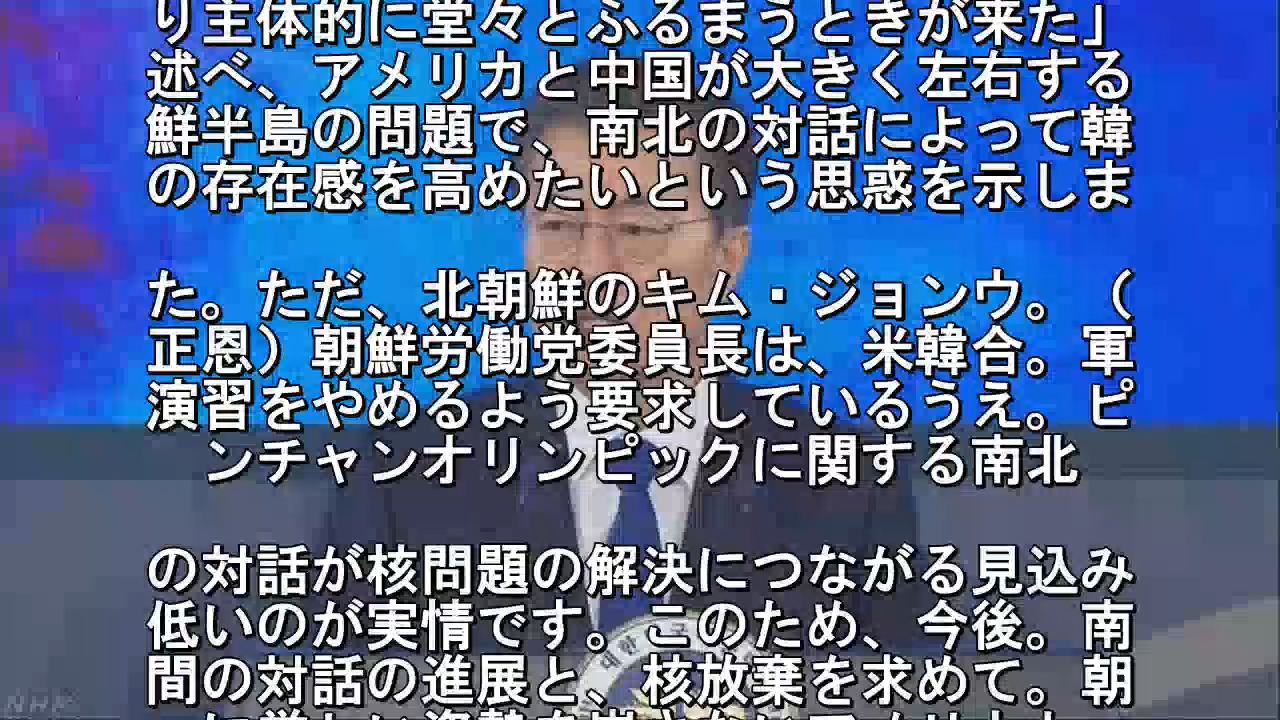 り主体的に堂々とふるまうときが来た」
述べ、アメリカと中国が大きく左右する
鮮半島の問題で、南北の対話によって韓
の存在感を高めたいという思惑を示しま
た。ただ、北朝鮮のキム・ジョンウ。（
正恩）朝鮮労働党委員長は、米韓合。軍
演習をやめるよう要求しているうえ。ピ
ンチャンオリンピックに関する南北
の対話が核問題の解決につながる見込み
低いのが実情です。このため、今後。南
間の対話の進展と、核放棄を求めて。朝
대한
NHK